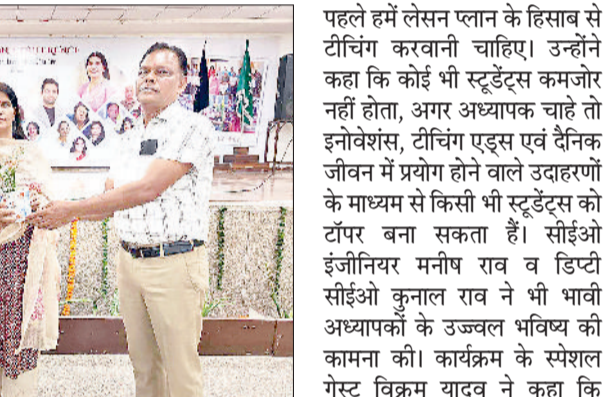 पहले हमें लेसन प्लान के हिसाब से
टीचिंग करवानी चाहिए। उन्होंने
कहा कि कोई भी स्टूडेंट्स कमजोर
नहीं होता, अगर अध्यापक चाहे तो
इनोवेशंस, टीचिंग एड्स एवं दैनिक
जीवन में प्रयोग होने वाले उदाहरणों
के माध्यम से किसी भी स्टूडेंट्स को
टॉपर बना सकता हैं। सीईओ
इंजीनियर मनीष राव व डिप्टी
सीईओ कुनाल राव ने भी भावी
अध्यापकों के उज्ज्वल भविष्य की
कामना की। कार्यक्रम के स्पेशल
गेस्ट विक्रम यादव ने कहा कि